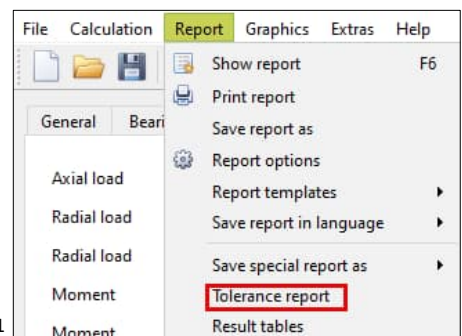 File Calculation Report Graphics Extras Help
Show report F6
Print report
General Beari
Save report as
Report options
Axial load
Report templates
Radial load
Save report in language
Radial load
Save special report as
Moment
Tolerance report
1
Moment
Result tables